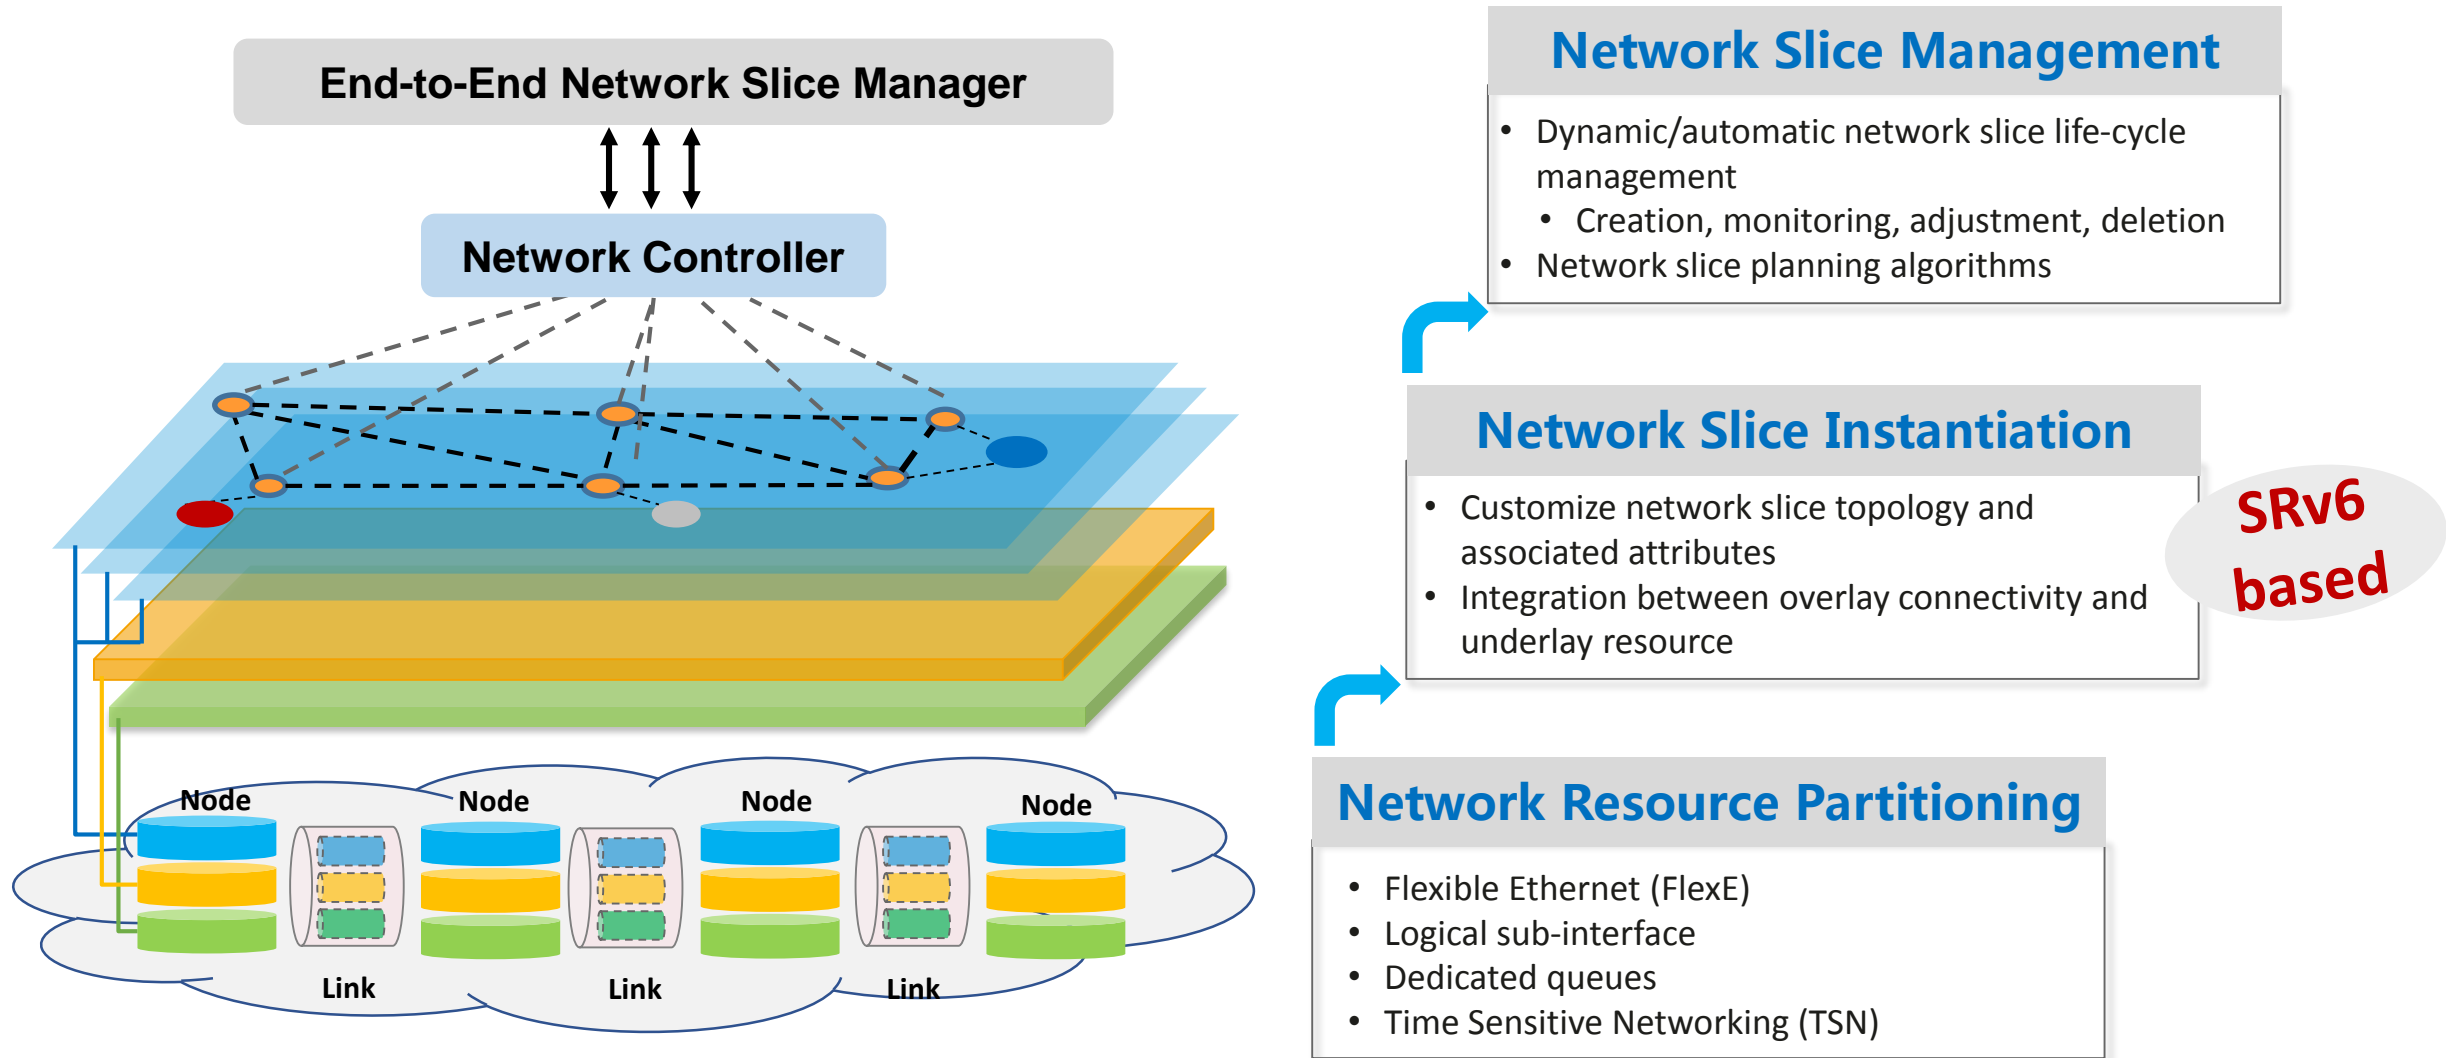 End-to-End Network Slice Manager
Network Controller
Node
Node
Node
Node
Link
Link
Link
Network Slice Management
• Dynamic/automatic network slice life-cycle
management
• Creation, monitoring, adjustment, deletion
• Network slice planning algorithms
Network Slice Instantiation
• Customize network slice topology and
associated attributes
• Integration between overlay connectivity and
underlay resource
SRv6
based
Network Resource Partitioning
• Flexible Ethernet (FlexE)
• Logical sub-interface
• Dedicated queues
• Time Sensitive Networking (TSN)